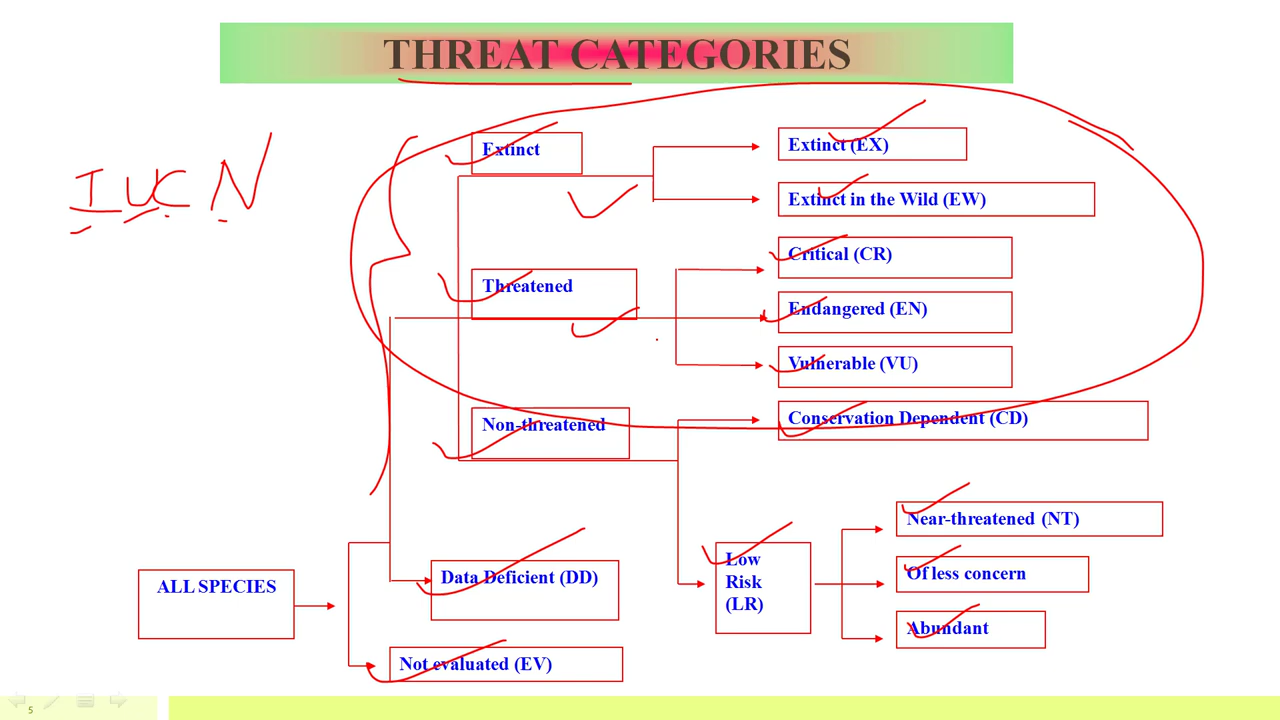 THREAT CATEGORIES
IUCN
Extinct
Extinct (EX)
Extinct in the Wild (EW)
Threatened
Critical (CR)
Endangered (EN)
Vulnerable (VU)
Non-threatened
Conservation Dependent (CD)
Near-threatened (NT)
Low
Risk
(LR)
Of less concern
Abundant
ALL SPECIES
Data Deficient (DD)
Not evaluated (EV)
5